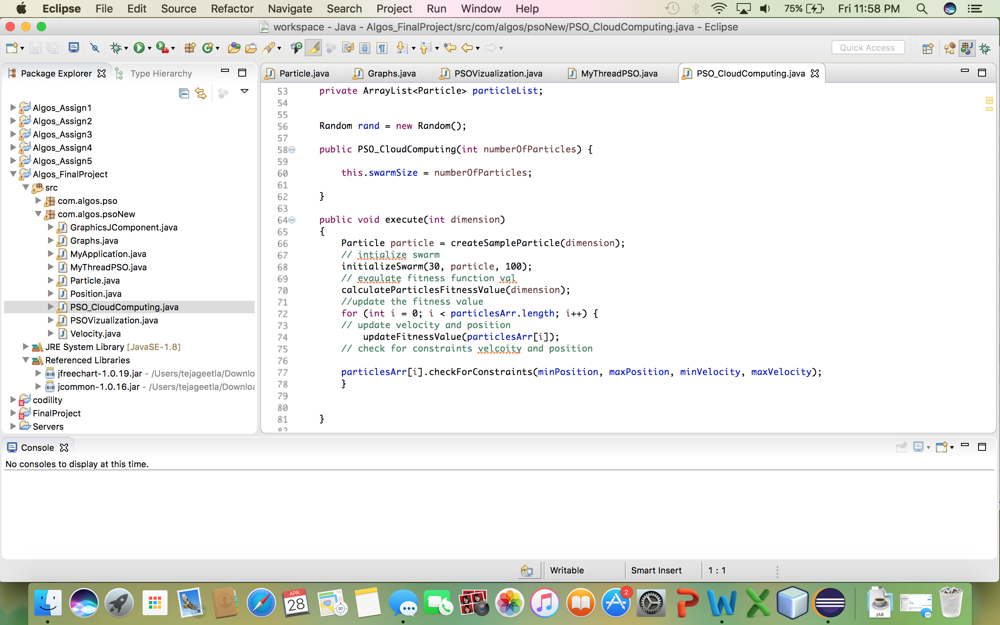 Eclipse File Edit Source Refactor Navigate Search Project Run Window Help 75% Fri 11:58 PM
workspace - Java - Algos_FinalProject/src/com/algos/psoNew/PSO_CloudComputing.java - Eclipse
Quick Access
Package Explorer Type Hierarchy
Algos_Assign1
Algos_Assign2
Algos_Assign3
Algos_Assign4
Algos_Assign5
Algos_FinalProject
src
com.algos.pso
com.algos.psoNew
GraphicsJComponent.java
Graphs.java
MyApplication.java
MyThreadPSO.java
Particle.java
Position.java
PSO_CloudComputing.java
PSOVizualization.java
Velocity.java
JRE System Library [JavaSE-1.8]
Referenced Libraries
jfreechart-1.0.19.jar - /Users/tejageetla/Downlo
jcommon-1.0.16.jar - /Users/tejageetla/Downloa
codility
FinalProject
Servers
Particle.java Graphs.java PSOVizualization.java MyThreadPSO.java PSO_CloudComputing.java
53 private ArrayList<Particle> particleList;
54
55
56 Random rand = new Random();
57
58 public PSO_CloudComputing(int numberOfParticles) {
59
60 this.swarmSize = numberOfParticles;
61
62 }
63
64 public void execute(int dimension)
65 {
66 Particle particle = createSampleParticle(dimension);
67 // intialize swarm
68 initializeSwarm(30, particle, 100);
69 // evaulate fitness function val
70 calculateParticlesFitnessValue(dimension);
71 //update the fitness value
72 for (int i = 0; i < particlesArr.length; i++) {
73 // update velocity and position
74 updateFitnessValue(particlesArr[i]);
75 // check for constraints velcoity and position
76
77 particlesArr[i].checkForConstraints(minPosition, maxPosition, minVelocity, maxVelocity);
78 }
79
80
81 }
82
Console
No consoles to display at this time.
Writable Smart Insert 1 : 1
APR
28
280
3D
2
JAR